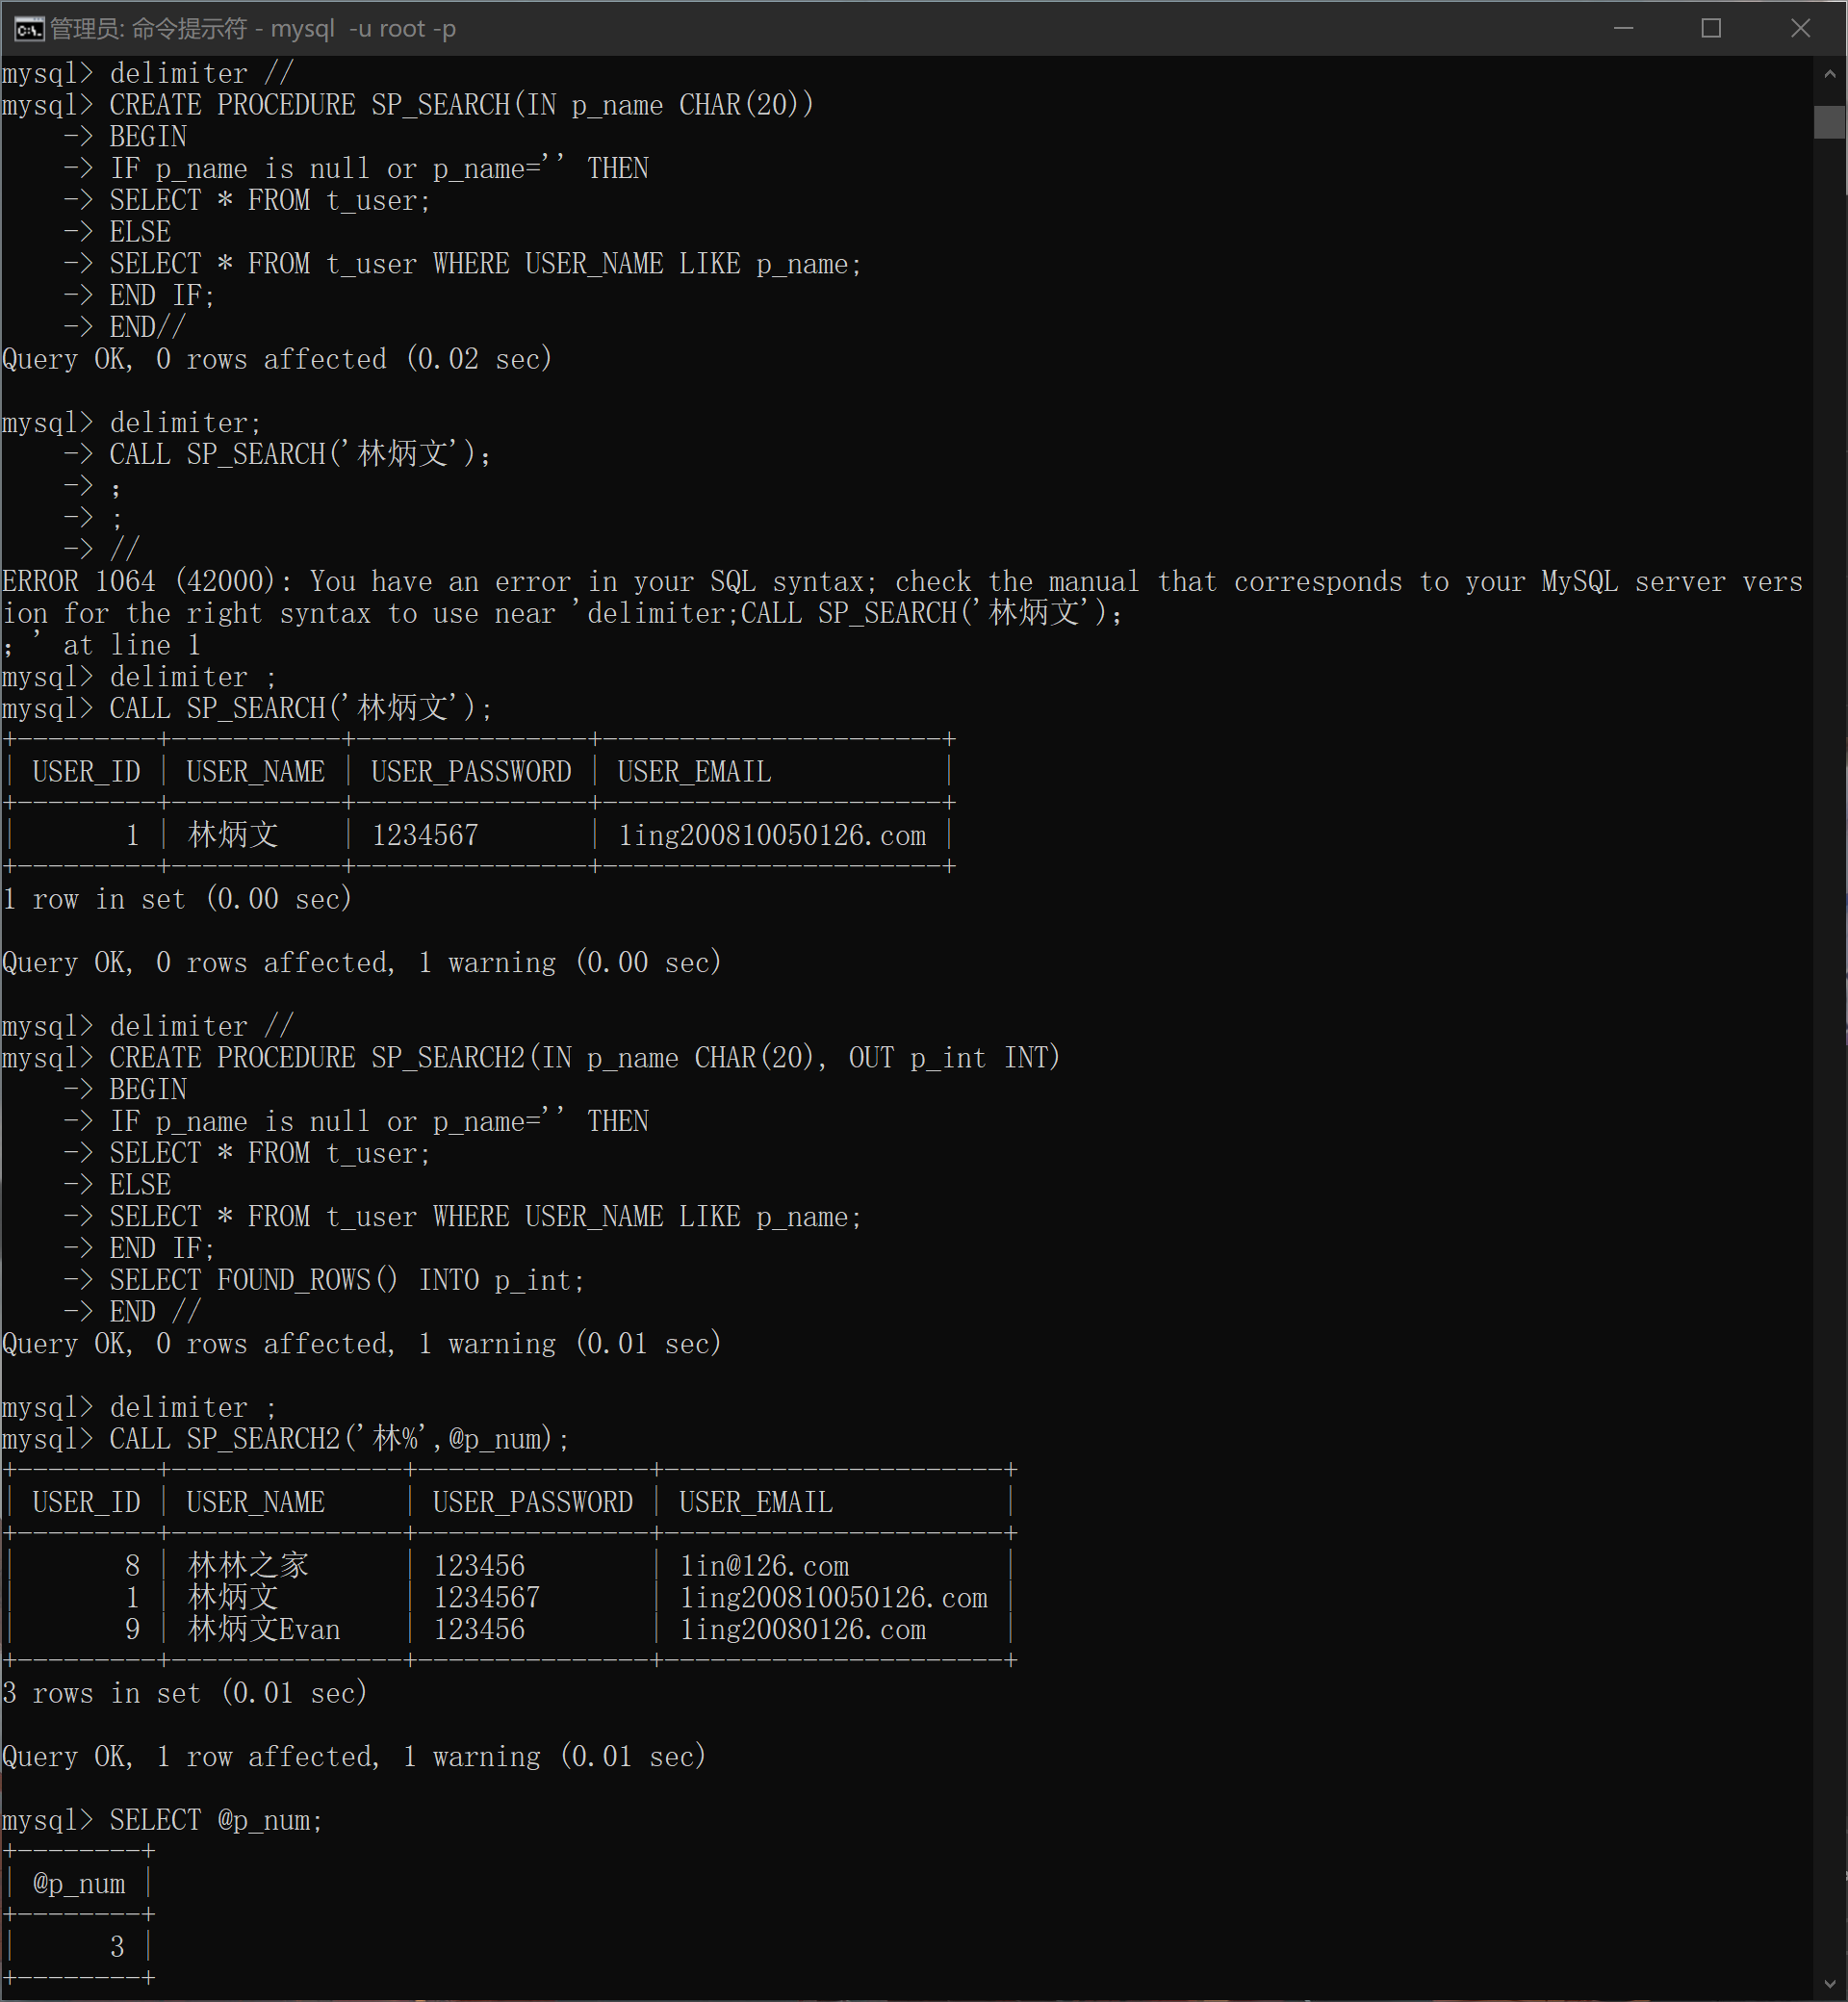 管理员: 命令提示符 - mysql  -u root -p
mysql> delimiter //
mysql> CREATE PROCEDURE SP_SEARCH(IN p_name CHAR(20))
    -> BEGIN
    -> IF p_name is null or p_name='' THEN
    -> SELECT * FROM t_user;
    -> ELSE
    -> SELECT * FROM t_user WHERE USER_NAME LIKE p_name;
    -> END IF;
    -> END//
Query OK, 0 rows affected (0.02 sec)
mysql> delimiter;
    -> CALL SP_SEARCH('林炳文')；
    -> ；
    -> ;
    -> //
ERROR 1064 (42000): You have an error in your SQL syntax; check the manual that corresponds to your MySQL server vers
ion for the right syntax to use near 'delimiter;CALL SP_SEARCH('林炳文')；
；' at line 1
mysql> delimiter ;
mysql> CALL SP_SEARCH('林炳文');
+---------+-----------+---------------+----------------------+
| USER_ID | USER_NAME | USER_PASSWORD | USER_EMAIL           |
+---------+-----------+---------------+----------------------+
|       1 | 林炳文    | 1234567       | ling200810050126.com |
+---------+-----------+---------------+----------------------+
1 row in set (0.00 sec)
Query OK, 0 rows affected, 1 warning (0.00 sec)
mysql> delimiter //
mysql> CREATE PROCEDURE SP_SEARCH2(IN p_name CHAR(20), OUT p_int INT)
    -> BEGIN
    -> IF p_name is null or p_name='' THEN
    -> SELECT * FROM t_user;
    -> ELSE
    -> SELECT * FROM t_user WHERE USER_NAME LIKE p_name;
    -> END IF;
    -> SELECT FOUND_ROWS() INTO p_int;
    -> END //
Query OK, 0 rows affected, 1 warning (0.01 sec)
mysql> delimiter ;
mysql> CALL SP_SEARCH2('林%',@p_num);
+---------+---------------+---------------+----------------------+
| USER_ID | USER_NAME     | USER_PASSWORD | USER_EMAIL           |
+---------+---------------+---------------+----------------------+
|       8 | 林林之家      | 123456        | lin@126.com          |
|       1 | 林炳文        | 1234567       | ling200810050126.com |
|       9 | 林炳文Evan    | 123456        | ling20080126.com     |
+---------+---------------+---------------+----------------------+
3 rows in set (0.01 sec)
Query OK, 1 row affected, 1 warning (0.01 sec)
mysql> SELECT @p_num;
+--------+
| @p_num |
+--------+
|      3 |
+--------+